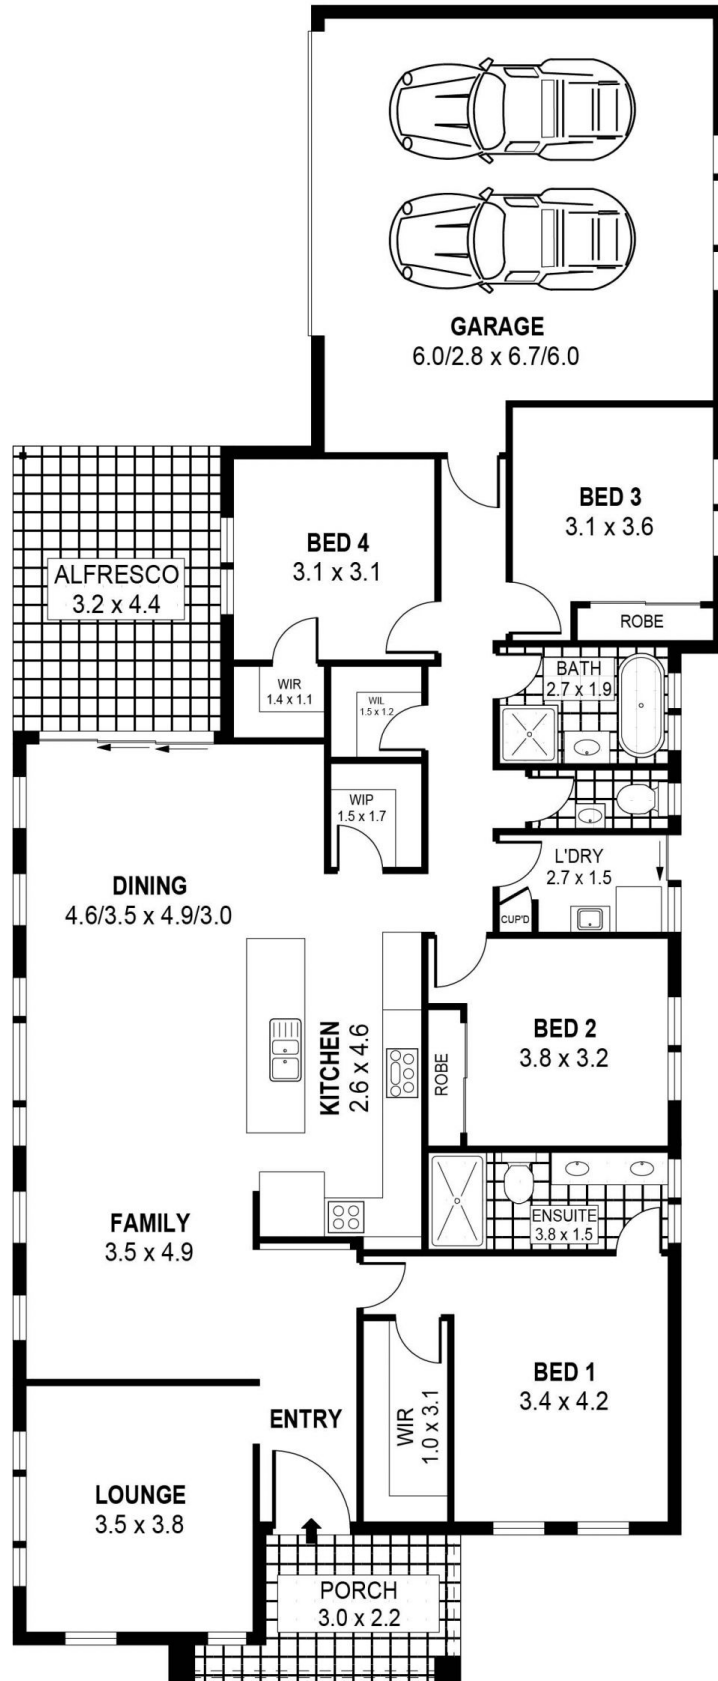 GARAGE
6.0/2.8 x 6.7/6.0
BED 3
3.1 x 3.6
ROBE
BED 4
3.1 x 3.1
ALFRESCO
3.2 x 4.4
WIR
1.4 x 1.1
WIL
1.5 x 1.2
BATH
2.7 x 1.9
WIP
1.5 x 1.7
L'DRY
2.7 x 1.5
CUP'D
DINING
4.6/3.5 x 4.9/3.0
KITCHEN
2.6 x 4.6
BED 2
3.8 x 3.2
ROBE
ENSUITE
3.8 x 1.5
FAMILY
3.5 x 4.9
BED 1
3.4 x 4.2
WIR
1.0 x 3.1
ENTRY
LOUNGE
3.5 x 3.8
PORCH
3.0 x 2.2